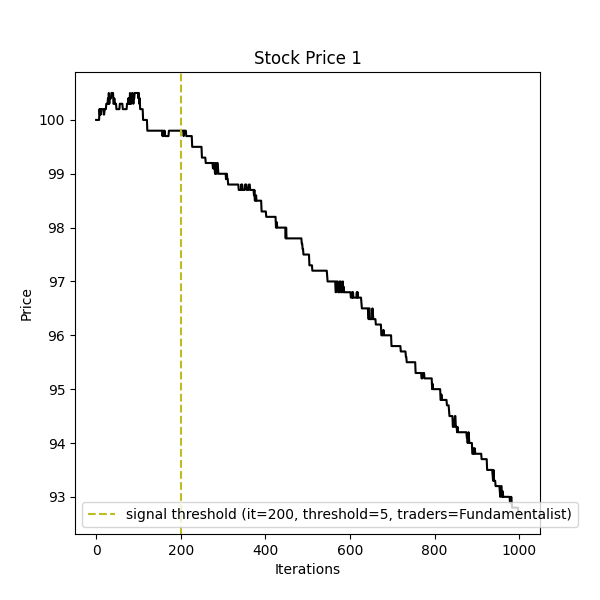 Stock Price 1
Price
100
99
98
97
96
95
94
93
signal threshold (it=200, threshold=5, traders=Fundamentalist)
0 200 400 600 800 1000
Iterations